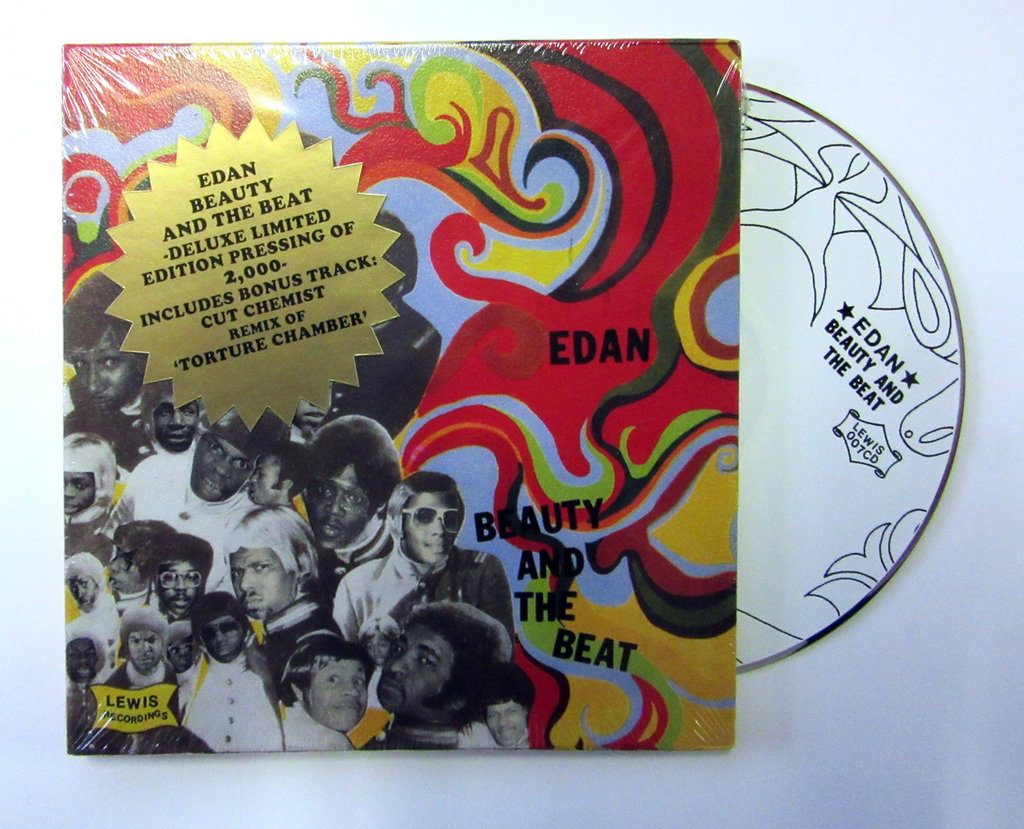 EDAN
BEAUTY
AND THE BEAT
-DELUXE LIMITED
EDITION PRESSING OF
2,000-
INCLUDES BONUS TRACK:
CUT CHEMIST
REMIX OF
'TORTURE CHAMBER'
EDAN
BEAUTY
AND
THE
BEAT
LEWIS
RECORDINGS
★EDAN★
BEAUTY AND
THE BEAT
LEWIS
007CD